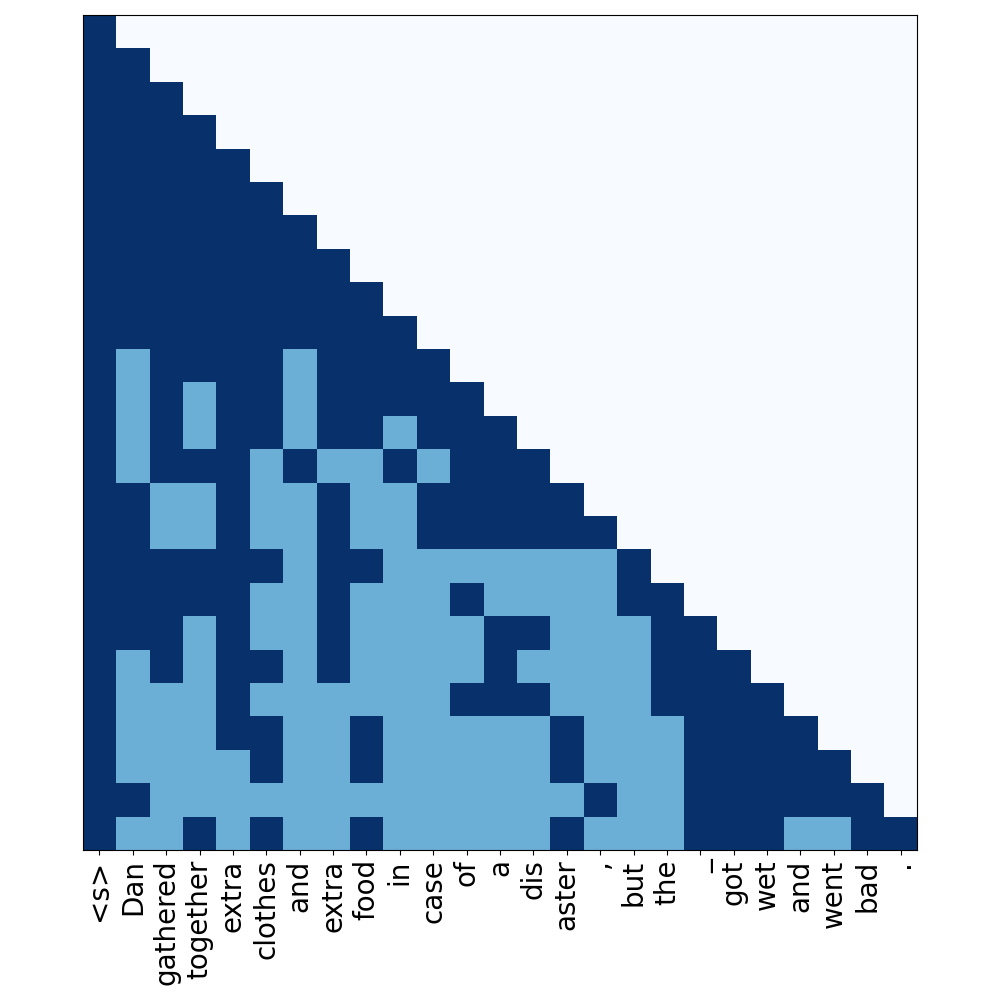 <s> Dan gathered together extra clothes and extra food in case of a dis aster , but the _ got wet and went bad .